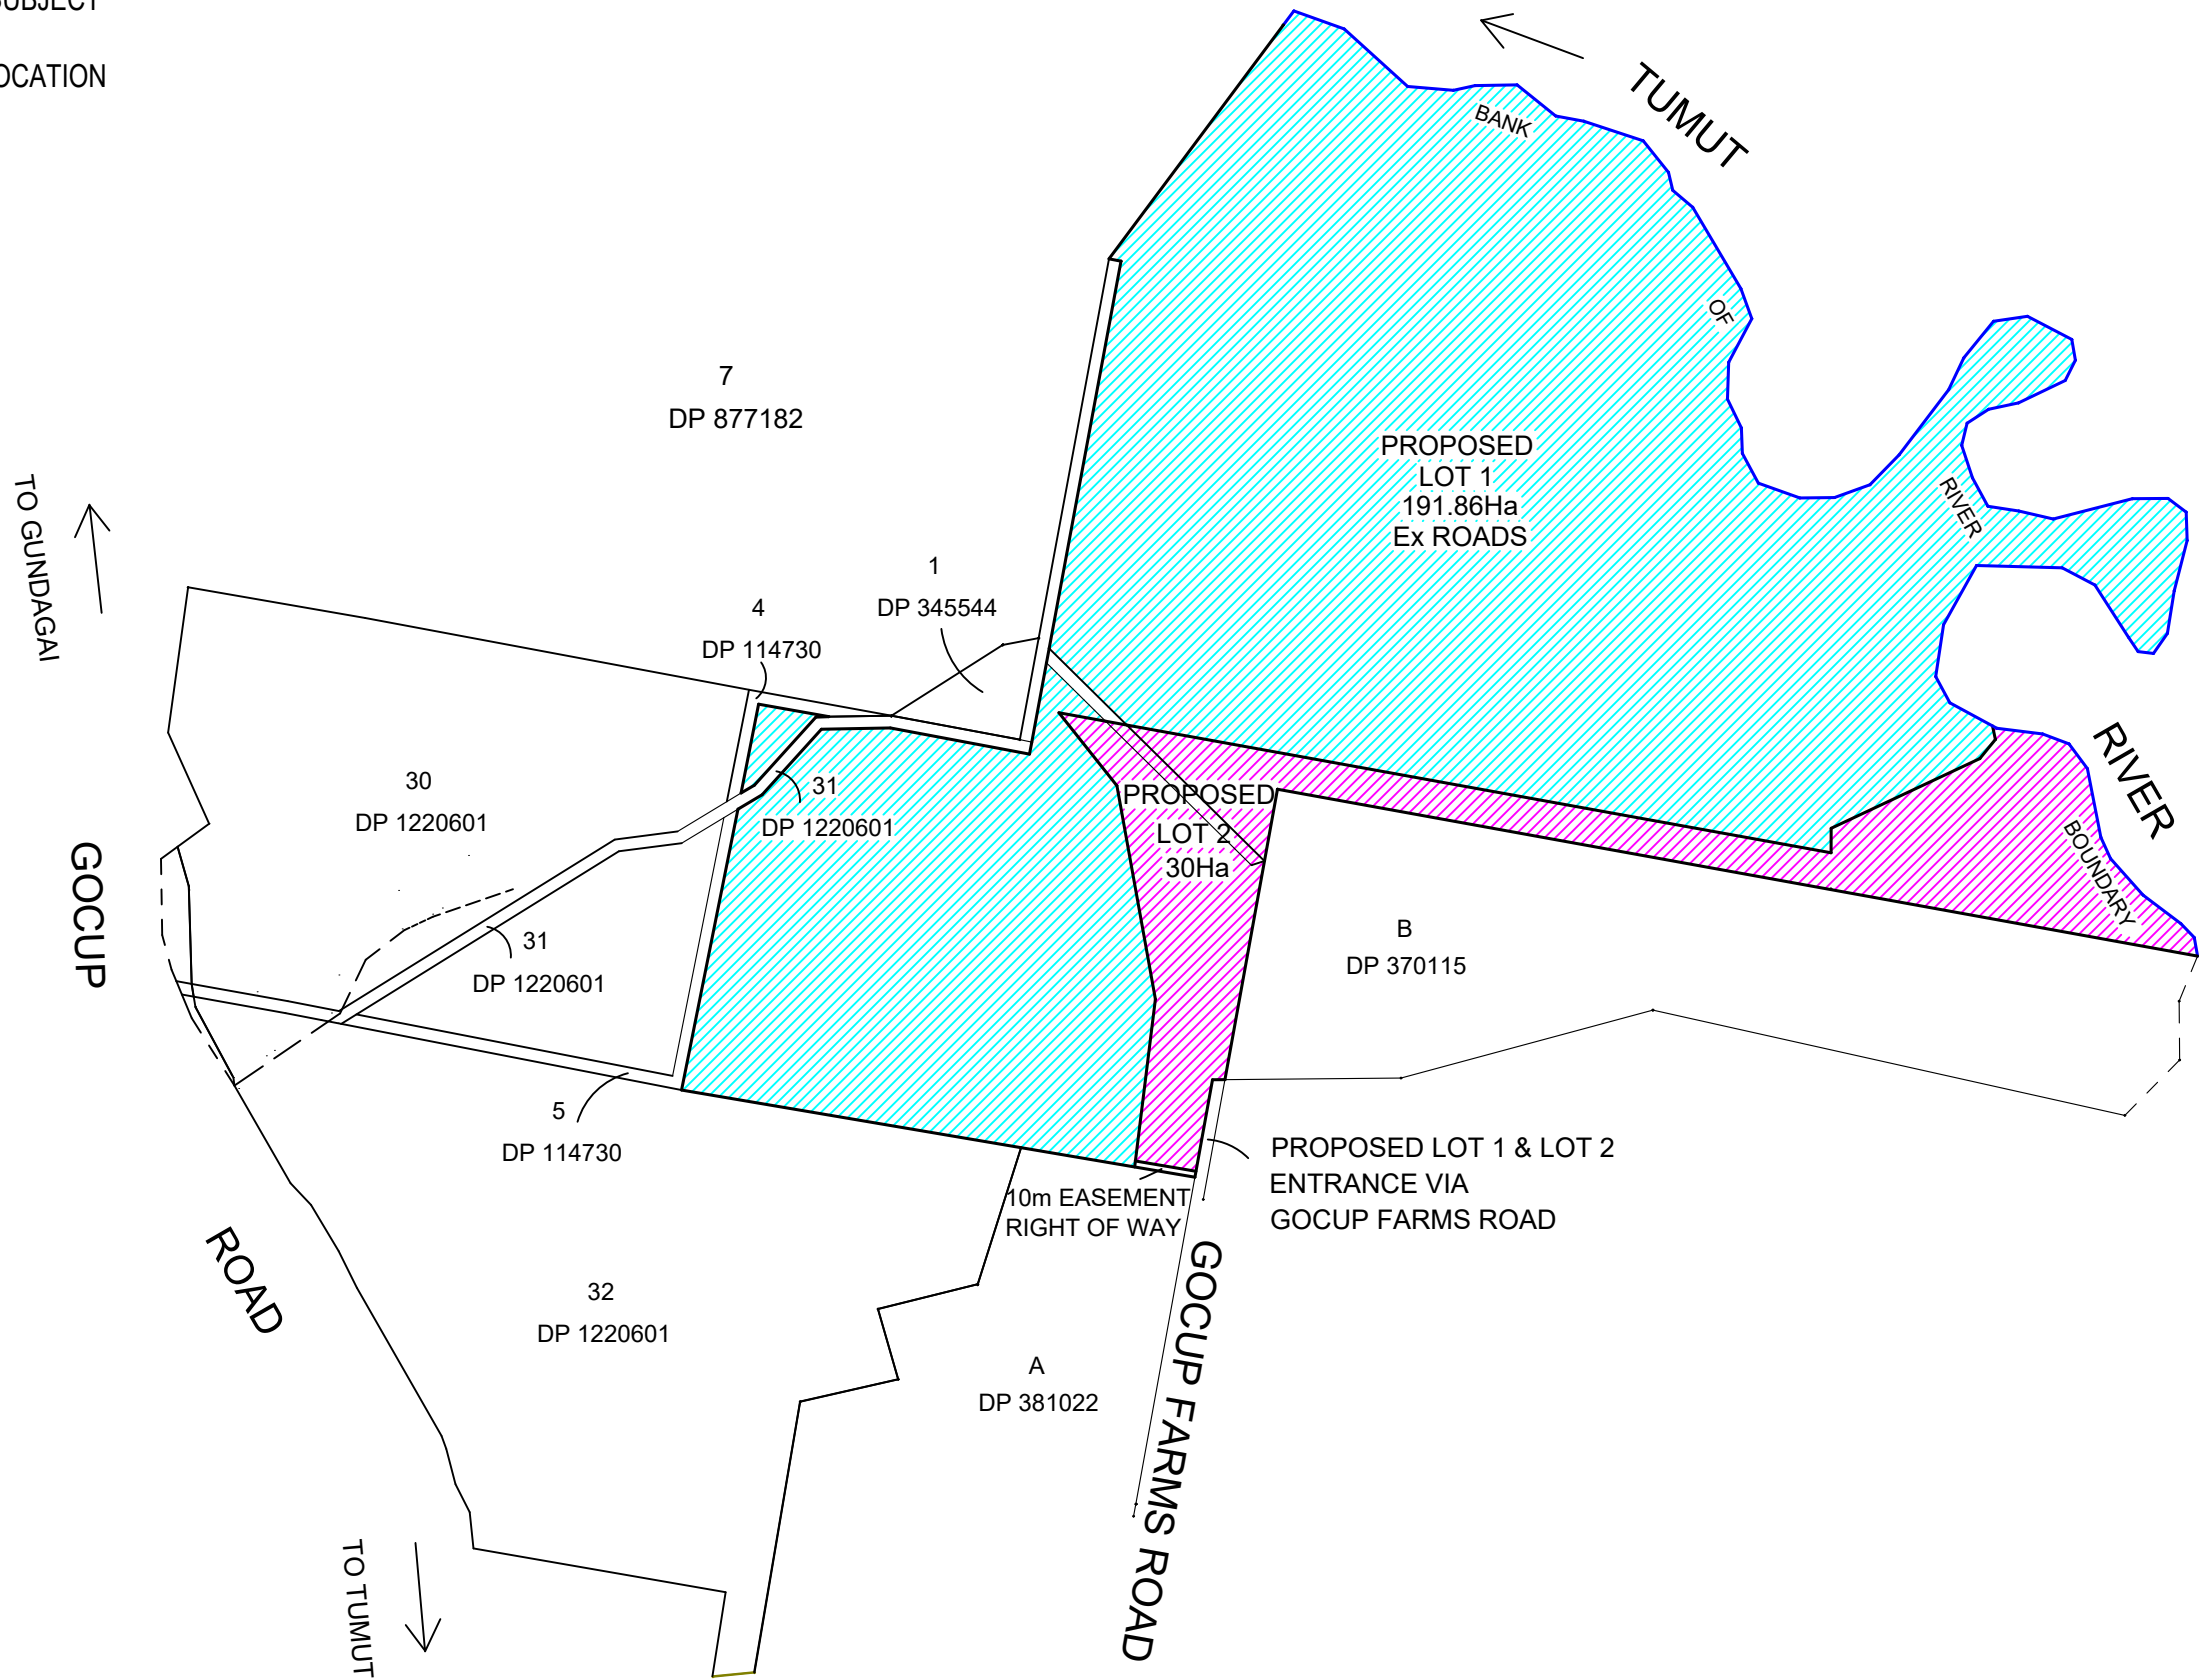 SUBJECT
LOCATION
TUMUT
BANK
OF
RIVER
BOUNDARY
RIVER
PROPOSED
LOT 1
191.86Ha
Ex ROADS
7
DP 877182
TO GUNDAGAI
1
DP 345544
4
DP 114730
30
DP 1220601
31
DP 1220601
PROPOSED
LOT 2
30Ha
GOCUP
31
DP 1220601
B
DP 370115
5
DP 114730
PROPOSED LOT 1 & LOT 2
ENTRANCE VIA
GOCUP FARMS ROAD
10m EASEMENT
RIGHT OF WAY
ROAD
32
DP 1220601
A
DP 381022
GOCUP FARMS ROAD
TO TUMUT